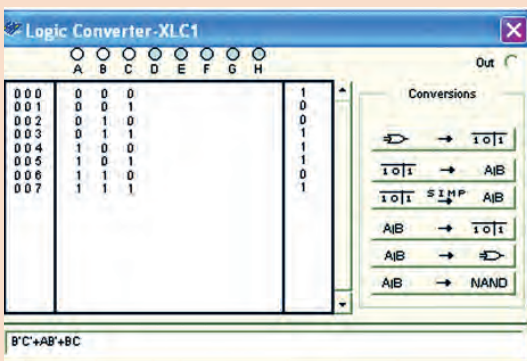 Logic Converter-XLC1
A B C D E F G H
Out
000 0 0 0 1
001 0 0 1 0
002 0 1 0 0
003 0 1 1 1
004 1 0 0 1
005 1 0 1 1
006 1 1 0 0
007 1 1 1 1
Conversions
→ 1 0|1
1 0|1 → A|B
1 0|1 SIMP → A|B
A|B → 1 0|1
A|B →
A|B → NAND
B'C'+AB'+BC